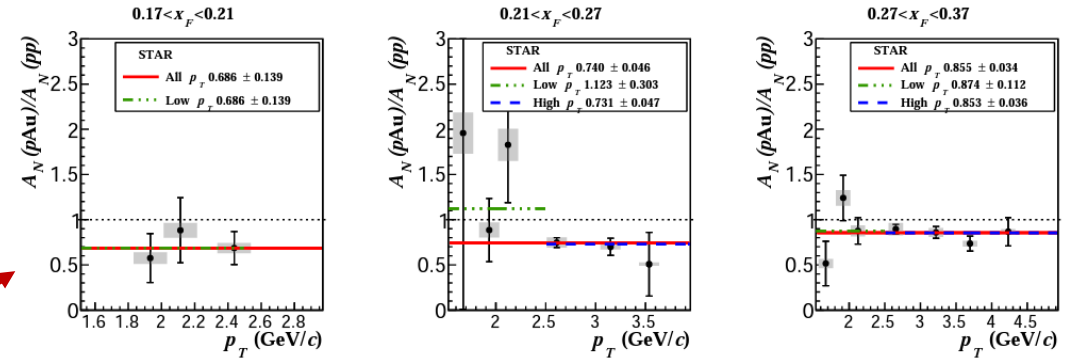 0.17<x_F<0.21
A_N (pAu)/A_N (pp)
3
2.5
2
1.5
1
0.5
0
STAR
All p_T 0.686 ± 0.139
Low p_T 0.686 ± 0.139
1.6 1.8 2 2.2 2.4 2.6 2.8
p_T (GeV/c)
0.21<x_F<0.27
A_N (pAu)/A_N (pp)
3
2.5
2
1.5
1
0.5
0
STAR
All p_T 0.740 ± 0.046
Low p_T 1.123 ± 0.303
High p_T 0.731 ± 0.047
2 2.5 3 3.5
p_T (GeV/c)
0.27<x_F<0.37
A_N (pAu)/A_N (pp)
3
2.5
2
1.5
1
0.5
0
STAR
All p_T 0.855 ± 0.034
Low p_T 0.874 ± 0.112
High p_T 0.853 ± 0.036
2 2.5 3 3.5 4 4.5
p_T (GeV/c)